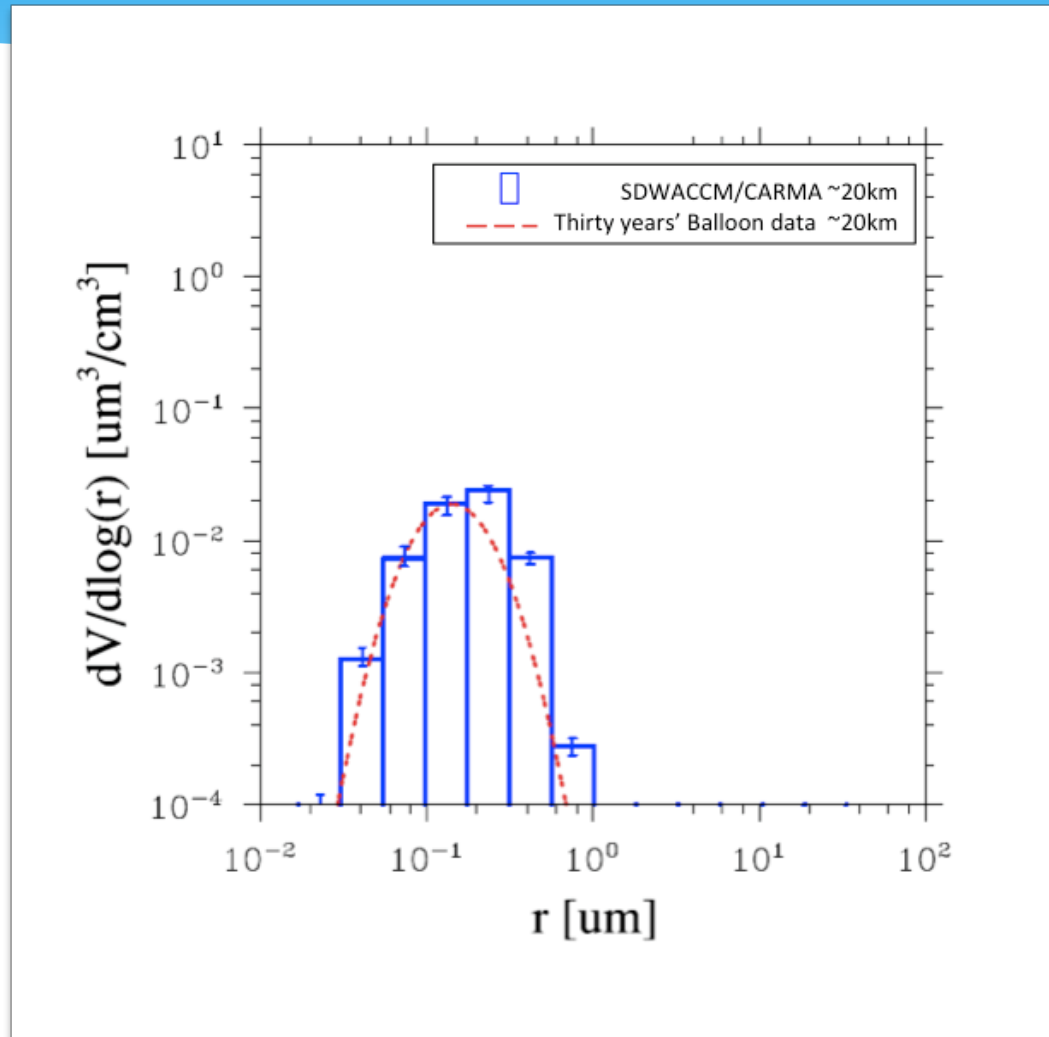 10¹
SDWACCM/CARMA ~20km
Thirty years' Balloon data ~20km
10⁰
10⁻¹
10⁻²
10⁻³
10⁻⁴
dV/dlog(r) [um³/cm³]
10⁻² 10⁻¹ 10⁰ 10¹ 10²
r [um]